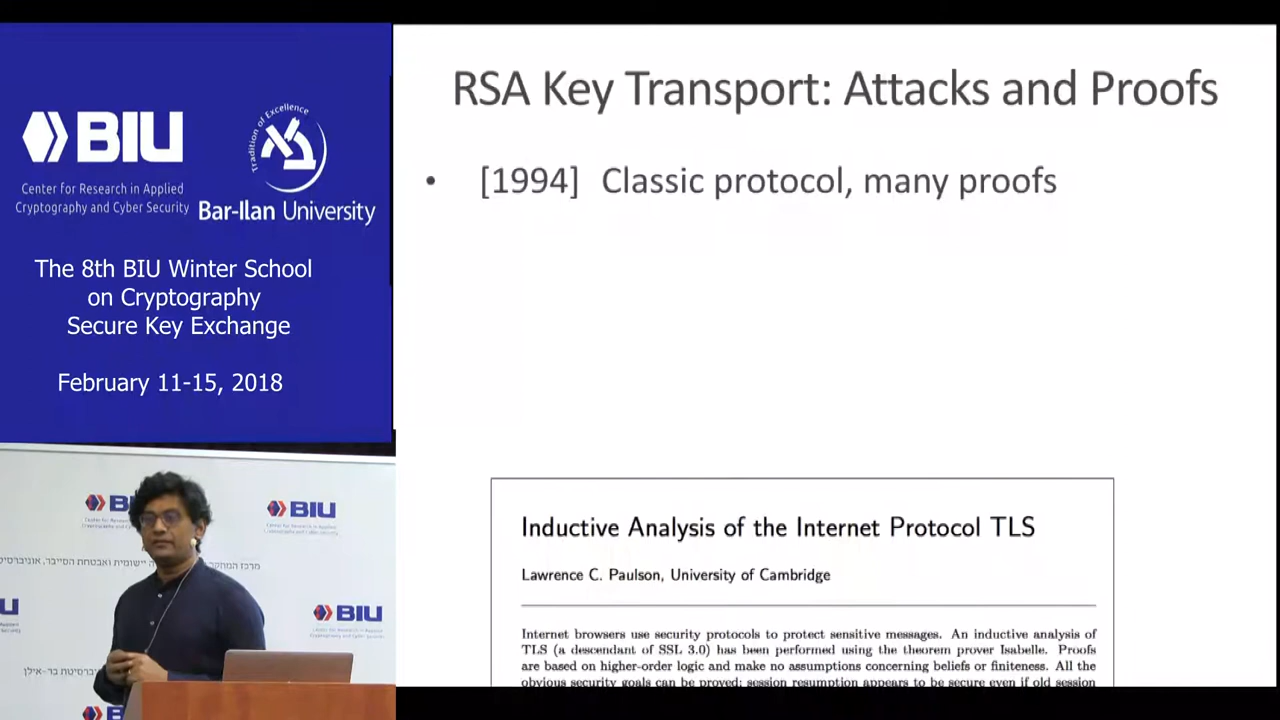 BIU
Center for Research in Applied
Cryptography and Cyber Security
Tradition of Excellence
Bar-Ilan University
The 8th BIU Winter School
on Cryptography
Secure Key Exchange
February 11-15, 2018
RSA Key Transport: Attacks and Proofs
• [1994] Classic protocol, many proofs
Inductive Analysis of the Internet Protocol TLS
Lawrence C. Paulson, University of Cambridge
Internet browsers use security protocols to protect sensitive messages. An inductive analysis of
TLS (a descendant of SSL 3.0) has been performed using the theorem prover Isabelle. Proofs
are based on higher-order logic and make no assumptions concerning beliefs or finiteness. All the
obvious security goals can be proved; session resumption appears to be secure even if old session
BIU
BIU
BIU